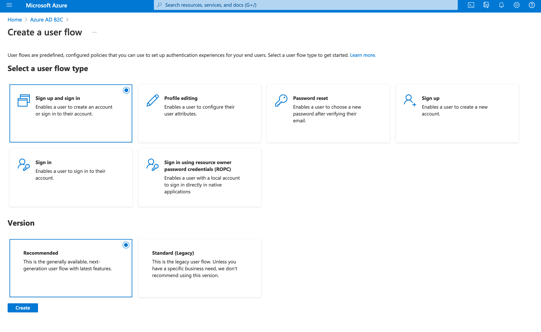 Microsoft Azure
Search resources, services, and docs (G+/)
Home > Azure AD B2C >
Create a user flow ...
User flows are predefined, configured policies that you can use to set up authentication experiences for your end users. Select a user flow type to get started. Learn more.
Select a user flow type
Sign up and sign in
Enables a user to create an account
or sign in to their account.
Profile editing
Enables a user to configure their
user attributes.
Password reset
Enables a user to choose a new
password after verifying their
email.
Sign up
Enables a user to create a new
account.
Sign in
Enables a user to sign in to their
account.
Sign in using resource owner
password credentials (ROPC)
Enables a user with a local account
to sign in directly in native
applications
Version
Recommended
This is the generally available, next-
generation user flow with latest features.
Standard (Legacy)
This is the legacy user flow. Unless you
have a specific business need, we don't
recommend using this version.
Create